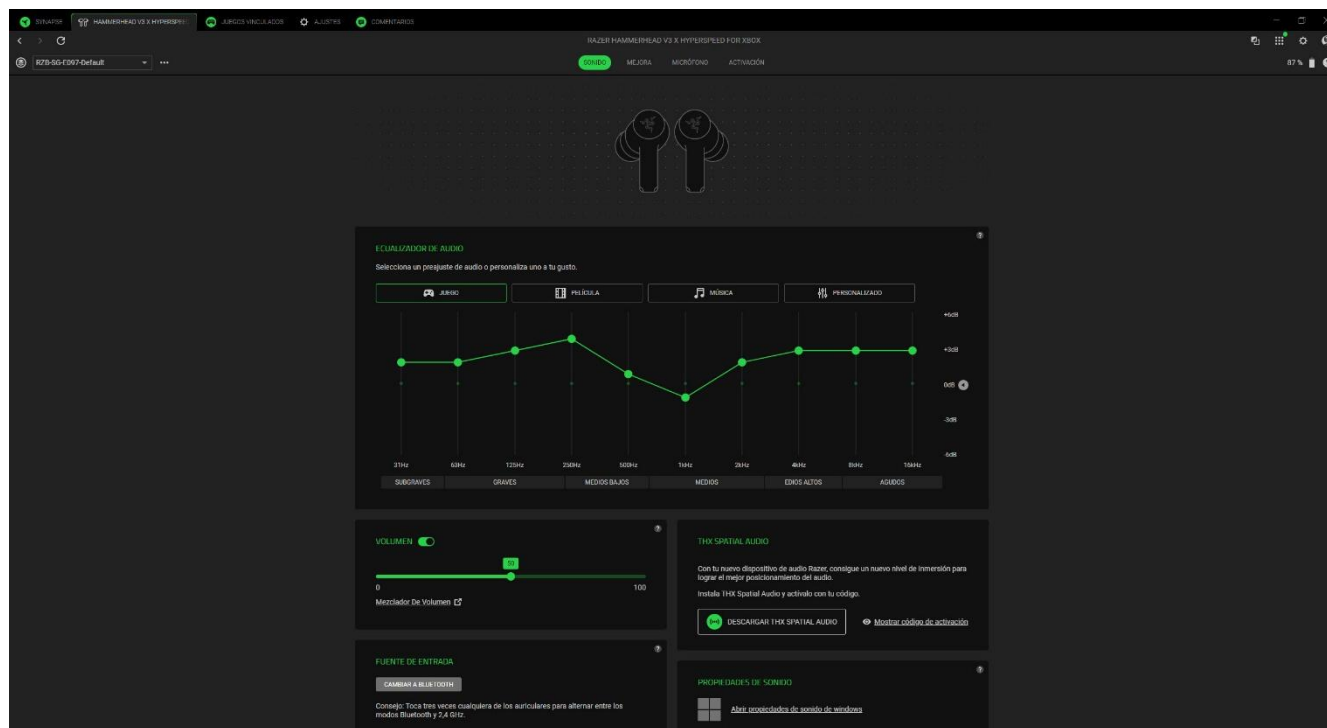 SYNAPSE HAMMERHEAD V3 X HYPERSPEED JUEGOS VINCULADOS AJUSTES COMENTARIOS
RAZER HAMMERHEAD V3 X HYPERSPEED FOR XBOX
RZB-SG-E097-Default SONIDO MEJORA MICRÓFONO ACTIVACIÓN 87 %
ECUALIZADOR DE AUDIO
Selecciona un preajuste de audio o personaliza uno a tu gusto.
JUEGO PELÍCULA MÚSICA PERSONALIZADO
+6dB
+3dB
0dB
-3dB
-6dB
31Hz 63Hz 125Hz 250Hz 500Hz 1kHz 2kHz 4kHz 8kHz 16kHz
SUBGRAVES GRAVES MEDIOS BAJOS MEDIOS EDIOS ALTOS AGUDOS
VOLUMEN
50
0 100
Mezclador De Volumen
THX SPATIAL AUDIO
Con tu nuevo dispositivo de audio Razer, consigue un nuevo nivel de inmersión para
lograr el mejor posicionamiento del audio.
Instala THX Spatial Audio y actívalo con tu código.
DESCARGAR THX SPATIAL AUDIO Mostrar código de activación
FUENTE DE ENTRADA
CAMBIAR A BLUETOOTH
Consejo: Toca tres veces cualquiera de los auriculares para alternar entre los
modos Bluetooth y 2,4 GHz.
PROPIEDADES DE SONIDO
Abrir propiedades de sonido de windows